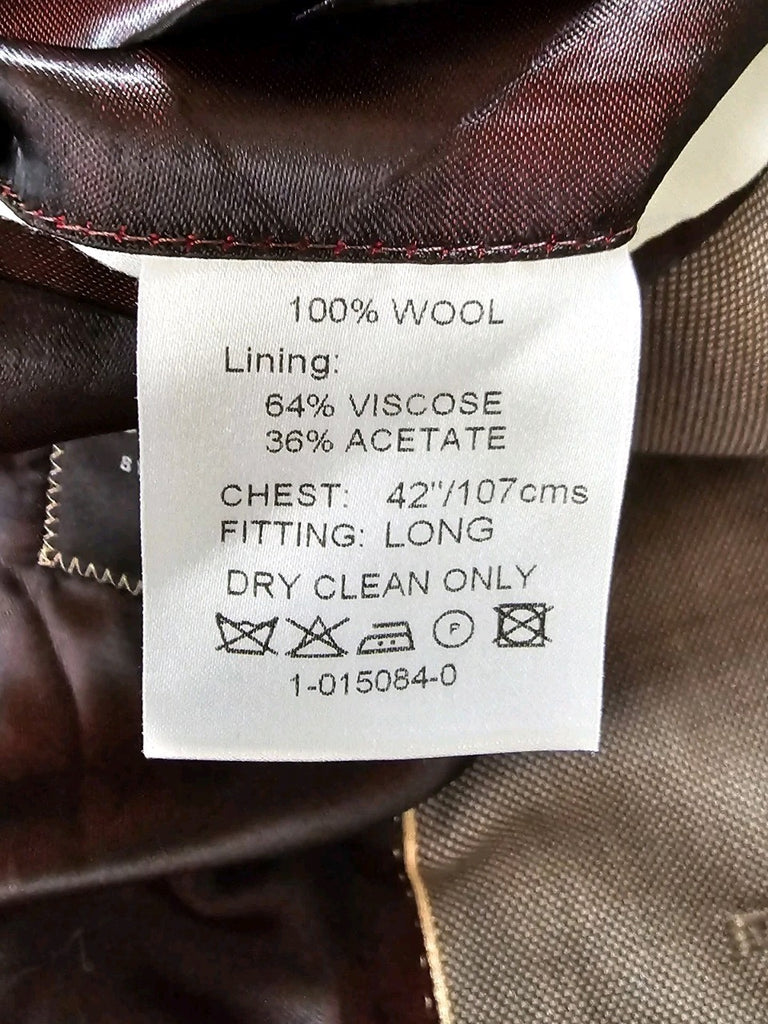 100% WOOL
Lining:
64% VISCOSE
36% ACETATE
CHEST: 42"/107cms
FITTING: LONG
DRY CLEAN ONLY
F
1-015084-0